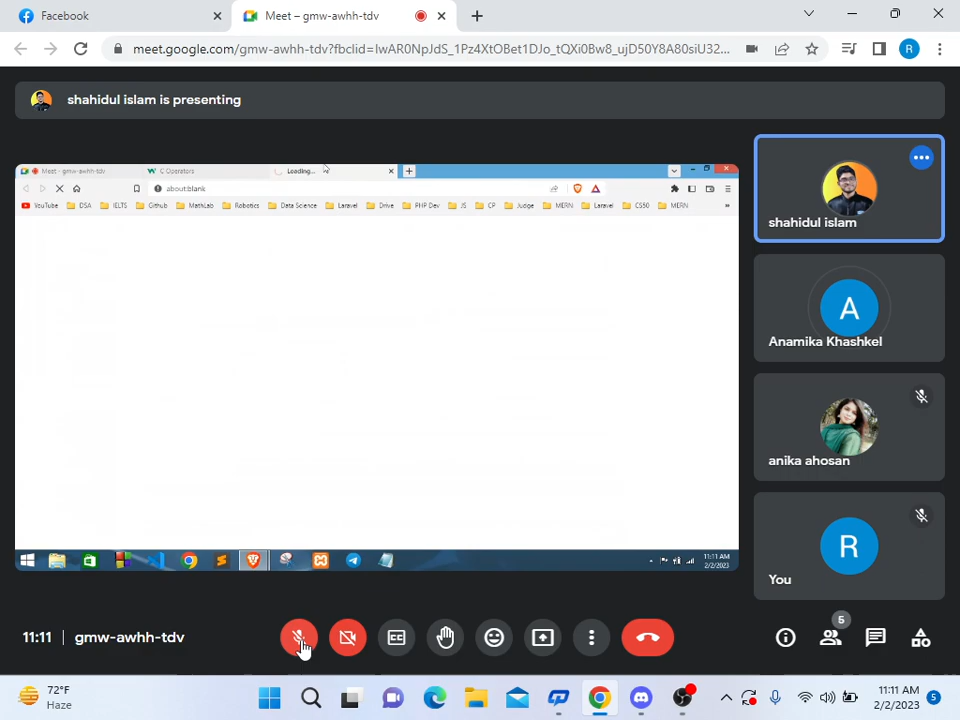 Facebook
Meet – gmw-awhh-tdv
meet.google.com/gmw-awhh-tdv?fbclid=IwAR0NpJdS_1Pz4XtOBet1DJo_tQXi0Bw8_ujD50Y8A80siU32...
R
shahidul islam is presenting
Meet - gmw-awhh-tdv
C Operators
Loading...
about:blank
YouTube
DSA
IELTS
Github
MathLab
Robotics
Data Science
Laravel
Drive
PHP Dev
JS
CP
Judge
MERN
Laravel
CS50
MERN
11:11 AM
2/2/2023
shahidul islam
A
Anamika Khashkel
anika ahosan
R
You
11:11
gmw-awhh-tdv
CC
5
72°F
Haze
11:11 AM
2/2/2023
5